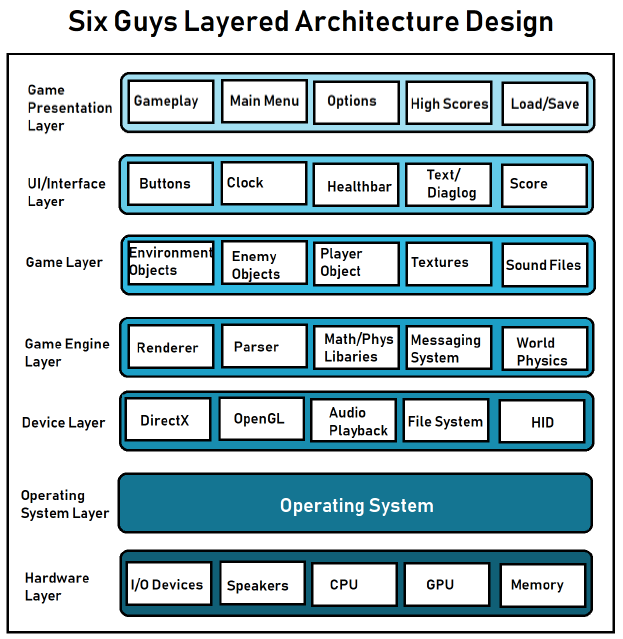 Six Guys Layered Architecture Design
Game
Presentation
Layer
Gameplay
Main Menu
Options
High Scores
Load/Save
UI/Interface
Layer
Buttons
Clock
Healthbar
Text/
Diaglog
Score
Game Layer
Environment
Objects
Enemy
Objects
Player
Object
Textures
Sound Files
Game Engine
Layer
Renderer
Parser
Math/Phys
Libaries
Messaging
System
World
Physics
Device Layer
DirectX
OpenGL
Audio
Playback
File System
HID
Operating
System Layer
Operating System
Hardware
Layer
I/O Devices
Speakers
CPU
GPU
Memory